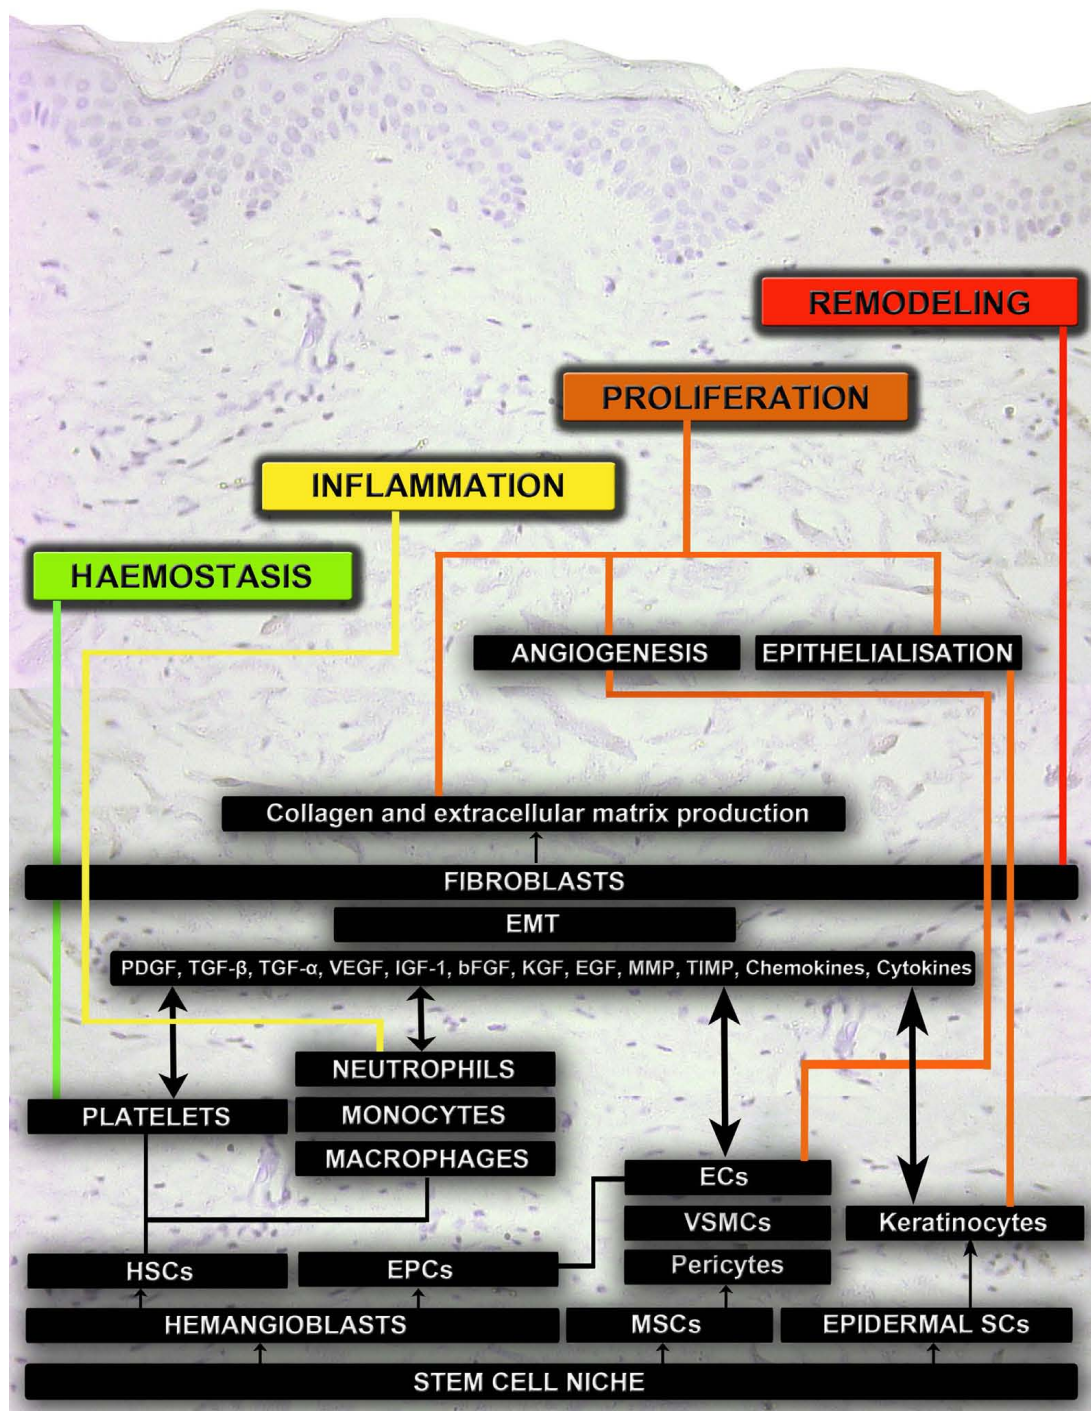 REMODELING
PROLIFERATION
INFLAMMATION
HAEMOSTASIS
ANGIOGENESIS
EPITHELIALISATION
Collagen and extracellular matrix production
FIBROBLASTS
EMT
PDGF, TGF-β, TGF-α, VEGF, IGF-1, bFGF, KGF, EGF, MMP, TIMP, Chemokines, Cytokines
NEUTROPHILS
PLATELETS
MONOCYTES
MACROPHAGES
ECs
VSMCs
Keratinocytes
Pericytes
HSCs
EPCs
HEMANGIOBLASTS
MSCs
EPIDERMAL SCs
STEM CELL NICHE